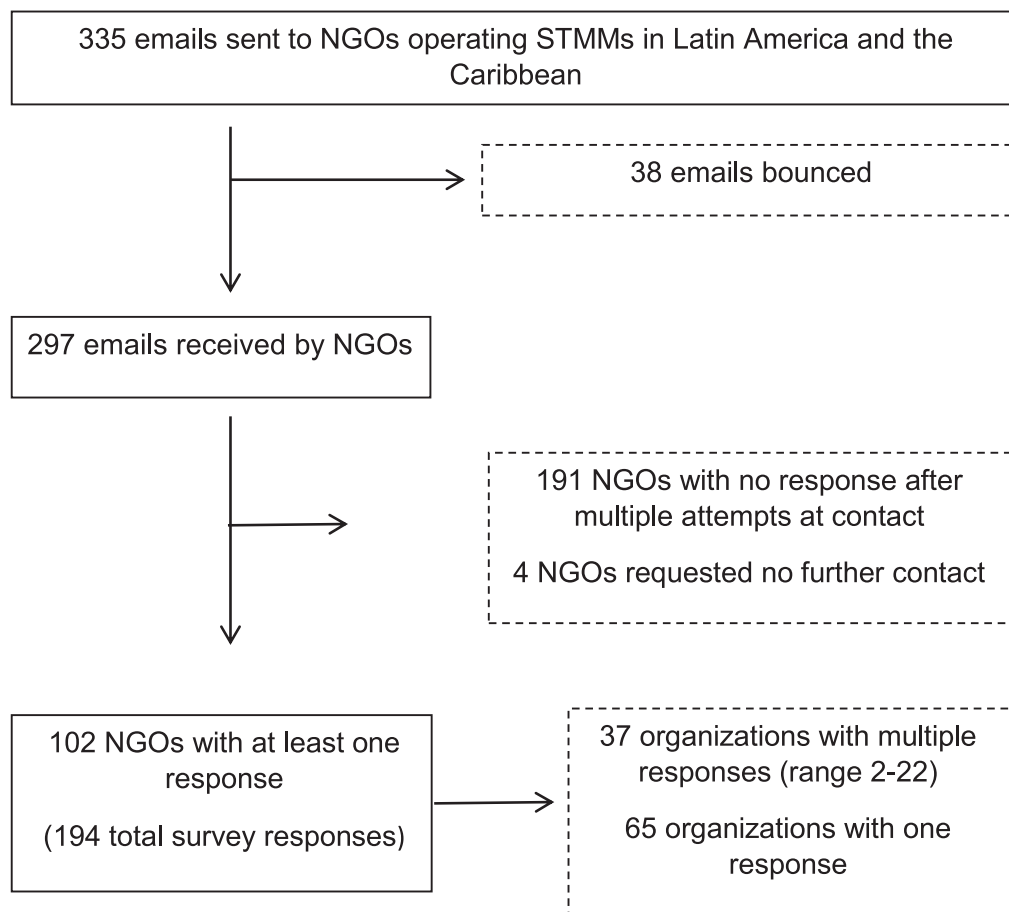 335 emails sent to NGOs operating STMMs in Latin America and the
Caribbean
38 emails bounced
297 emails received by NGOs
191 NGOs with no response after
multiple attempts at contact
4 NGOs requested no further contact
102 NGOs with at least one
response
(194 total survey responses)
37 organizations with multiple
responses (range 2-22)
65 organizations with one
response